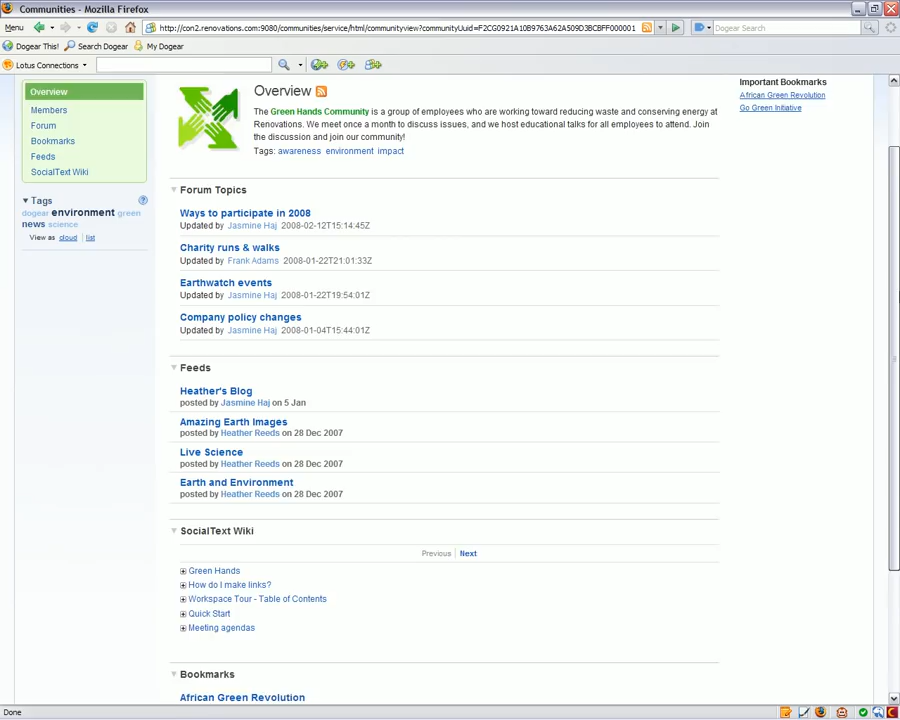 Communities - Mozilla Firefox
Menu
http://con2.renovations.com:9080/communities/service/html/communityview?communityUuid=F2CG0921A10B9763A62A509D3BCBFF000001
Dogear Search
Dogear This! Search Dogear My Dogear
Lotus Connections
Overview
Members
Forum
Bookmarks
Feeds
SocialText Wiki
Tags
dogear environment green
news science
View as cloud list
Overview
The Green Hands Community is a group of employees who are working toward reducing waste and conserving energy at
Renovations. We meet once a month to discuss issues, and we host educational talks for all employees to attend. Join
the discussion and join our community!
Tags: awareness environment impact
Forum Topics
Ways to participate in 2008
Updated by Jasmine Haj 2008-02-12T15:14:45Z
Charity runs & walks
Updated by Frank Adams 2008-01-22T21:01:33Z
Earthwatch events
Updated by Jasmine Haj 2008-01-22T19:54:01Z
Company policy changes
Updated by Jasmine Haj 2008-01-04T15:44:01Z
Feeds
Heather's Blog
posted by Jasmine Haj on 5 Jan
Amazing Earth Images
posted by Heather Reeds on 28 Dec 2007
Live Science
posted by Heather Reeds on 28 Dec 2007
Earth and Environment
posted by Heather Reeds on 28 Dec 2007
SocialText Wiki
Previous Next
Green Hands
How do I make links?
Workspace Tour - Table of Contents
Quick Start
Meeting agendas
Bookmarks
African Green Revolution
Important Bookmarks
African Green Revolution
Go Green Initiative
Done